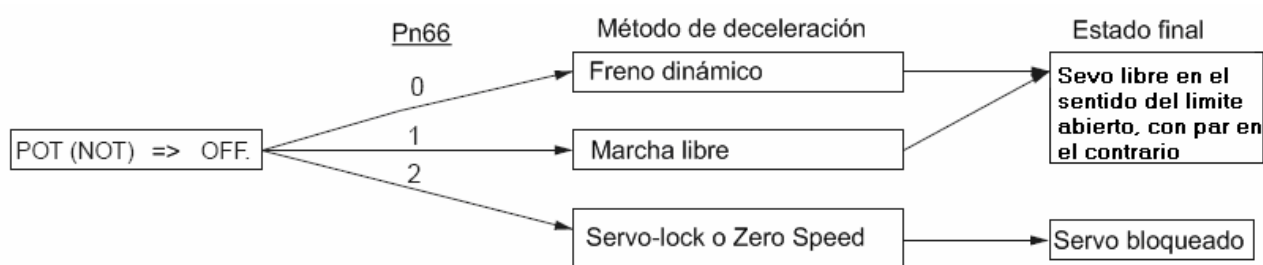 Pn66
Método de deceleración
Estado final
POT (NOT) => OFF.
0
1
2
Freno dinámico
Marcha libre
Servo-lock o Zero Speed
Sevo libre en el
sentido del limite
abierto, con par en
el contrario
Servo bloqueado